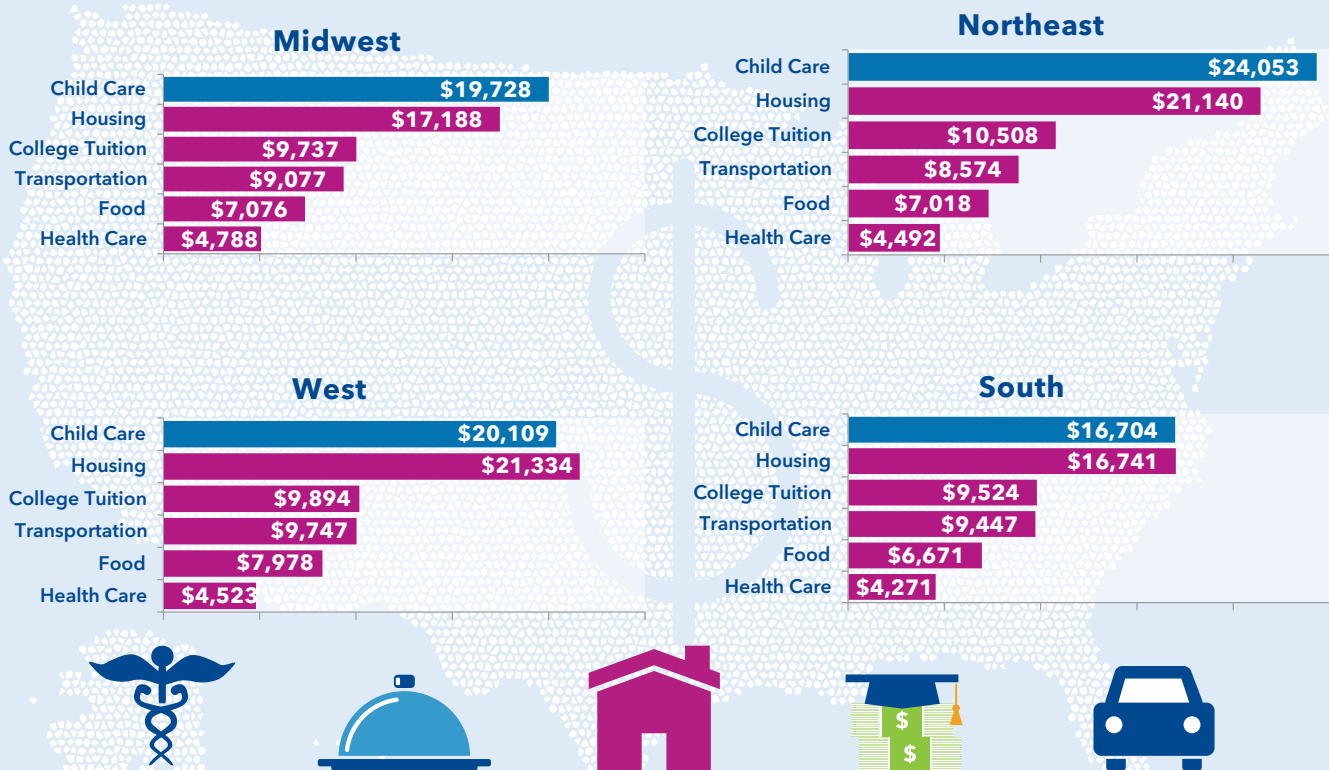 Midwest
Child Care $19,728
Housing $17,188
College Tuition $9,737
Transportation $9,077
Food $7,076
Health Care $4,788
Northeast
Child Care $24,053
Housing $21,140
College Tuition $10,508
Transportation $8,574
Food $7,018
Health Care $4,492
West
Child Care $20,109
Housing $21,334
College Tuition $9,894
Transportation $9,747
Food $7,978
Health Care $4,523
South
Child Care $16,704
Housing $16,741
College Tuition $9,524
Transportation $9,447
Food $6,671
Health Care $4,271
$
$